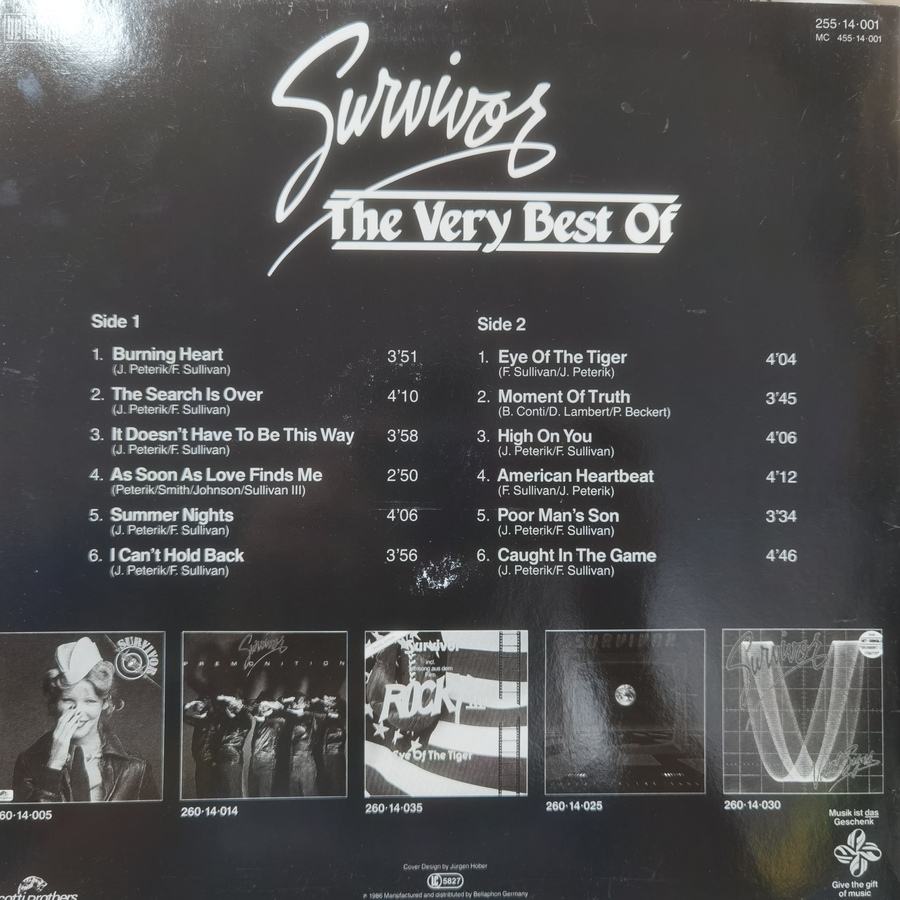 255·14·001
MC 455·14·001
Survivor
The Very Best Of
Side 1
1. Burning Heart 3'51
(J. Peterik/F. Sullivan)
2. The Search Is Over 4'10
(J. Peterik/F. Sullivan)
3. It Doesn't Have To Be This Way 3'58
(J. Peterik/F. Sullivan)
4. As Soon As Love Finds Me 2'50
(Peterik/Smith/Johnson/Sullivan III)
5. Summer Nights 4'06
(J. Peterik/F. Sullivan)
6. I Can't Hold Back 3'56
(J. Peterik/F. Sullivan)
Side 2
1. Eye Of The Tiger 4'04
(F. Sullivan/J. Peterik)
2. Moment Of Truth 3'45
(B. Conti/D. Lambert/P. Beckert)
3. High On You 4'06
(J. Peterik/F. Sullivan)
4. American Heartbeat 4'12
(F. Sullivan/J. Peterik)
5. Poor Man's Son 3'34
(J. Peterik/F. Sullivan)
6. Caught In The Game 4'46
(J. Peterik/F. Sullivan)
SURVIVOR
Survivor
PREMONITION
Survivor
incl.
ROCKY III
Eye Of The Tiger
SURVIVOR
Survivor
Vital Signs
60·14·005
260·14·014
260·14·035
260·14·025
260·14·030
Musik ist das
Geschenk
Give the gift
of music
Cover Design by Jürgen Huber
LC 5827
℗ 1986 Manufactured and distributed by Bellaphon Germany
otti brothers